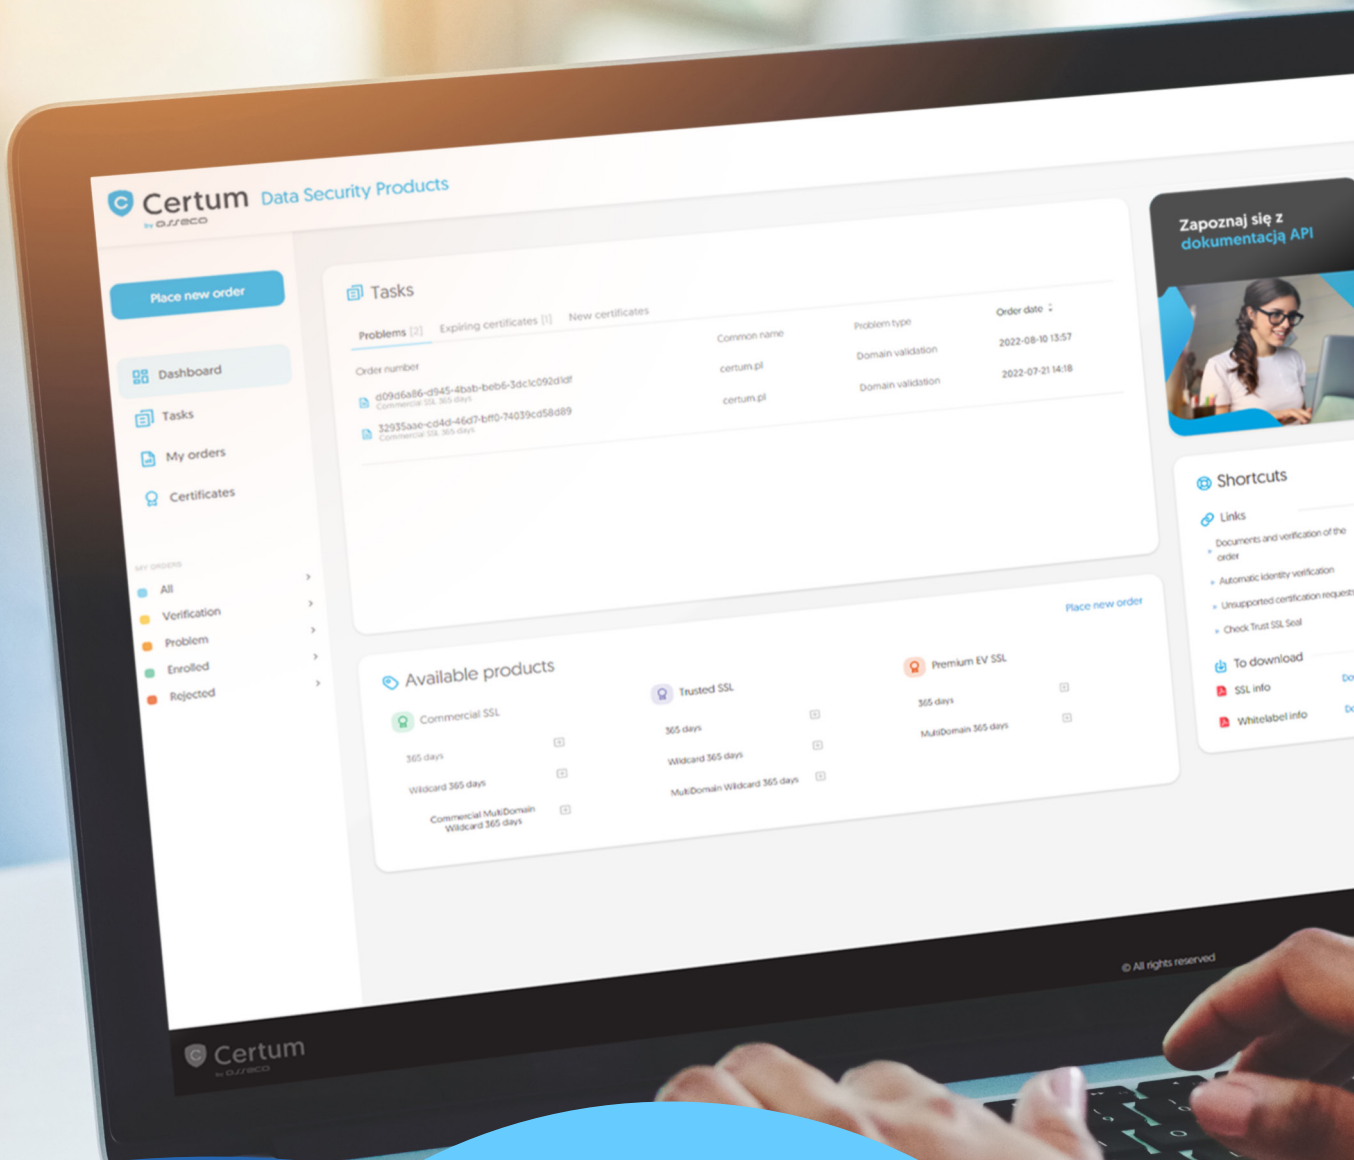 Certum Data Security Products
by asseco
Place new order
Dashboard
Tasks
My orders
Certificates
MY ORDERS
All
Verification
Problem
Enrolled
Rejected
Tasks
Problems [2] Expiring certificates [1] New certificates
Order number Common name Problem type Order date
d09d6a86-d945-4bab-beb6-3dc1c092d1df certum.pl Domain validation 2022-08-10 13:57
Commercial SSL 365 days
32935aae-cd4d-46d7-bff0-74039cd58d89 certum.pl Domain validation 2022-07-21 14:18
Commercial SSL 365 days
Available products
Place new order
Commercial SSL
365 days
Wildcard 365 days
Commercial MultiDomain
Wildcard 365 days
Trusted SSL
365 days
Wildcard 365 days
MultiDomain Wildcard 365 days
Premium EV SSL
365 days
MultiDomain 365 days
Zapoznaj się z
dokumentacją API
Shortcuts
Links
Documents and verification of the
order
Automatic identity verification
Unsupported certification requests
Check Trust SSL Seal
To download
SSL info
Whitelabel info
© All rights reserved
Certum
by asseco